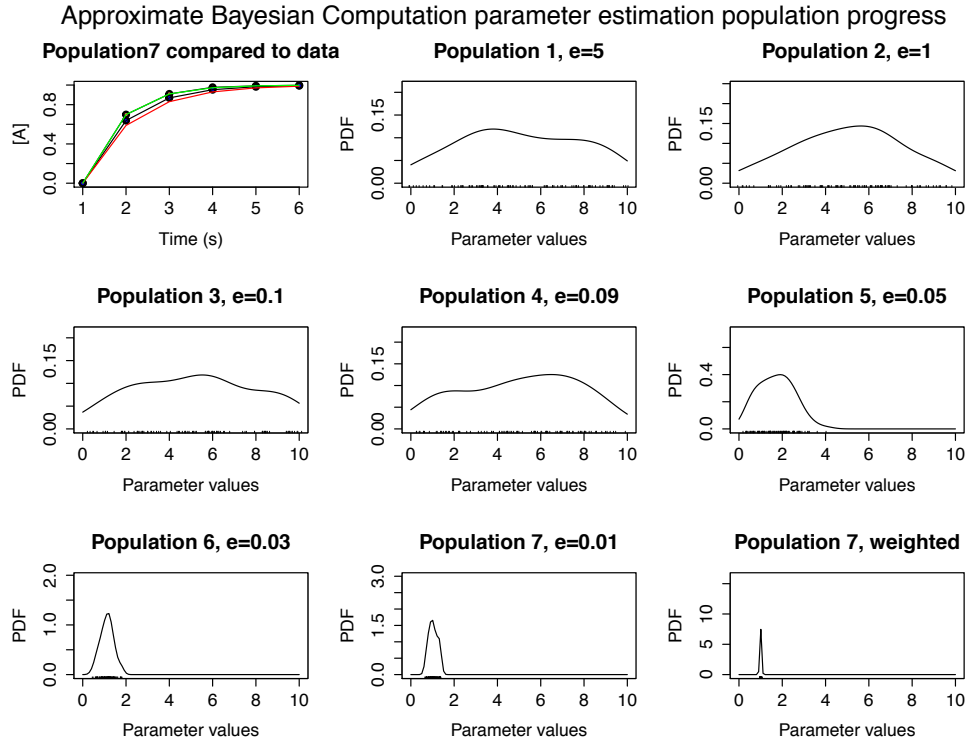 Approximate Bayesian Computation parameter estimation population progress
Population7 compared to data
Population 1, e=5
Population 2, e=1
[A]
0.0 0.4 0.8
1 2 3 4 5 6
Time (s)
PDF
0.00 0.15
0 2 4 6 8 10
Parameter values
PDF
0.00 0.15
0 2 4 6 8 10
Parameter values
Population 3, e=0.1
Population 4, e=0.09
Population 5, e=0.05
PDF
0.00 0.15
0 2 4 6 8 10
Parameter values
PDF
0.00 0.15
0 2 4 6 8 10
Parameter values
PDF
0.0 0.4
0 2 4 6 8 10
Parameter values
Population 6, e=0.03
Population 7, e=0.01
Population 7, weighted
PDF
0.0 1.0 2.0
0 2 4 6 8 10
Parameter values
PDF
0.0 1.5 3.0
0 2 4 6 8 10
Parameter values
PDF
0 5 10
0 2 4 6 8 10
Parameter values